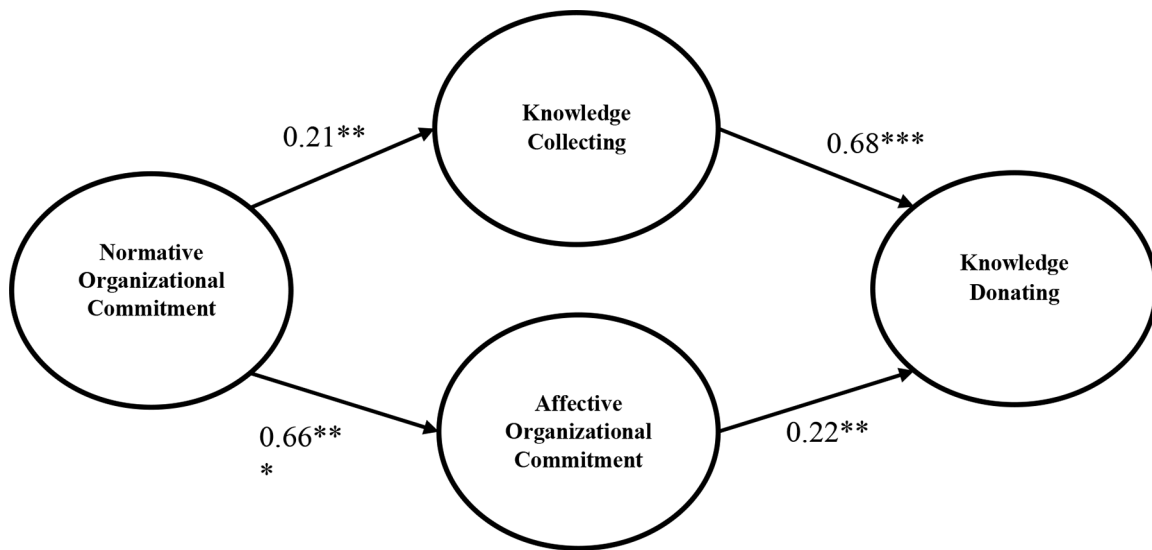 Knowledge
Collecting
0.21**
0.68***
Normative
Organizational
Commitment
Knowledge
Donating
Affective
Organizational
Commitment
0.66**
*
0.22**